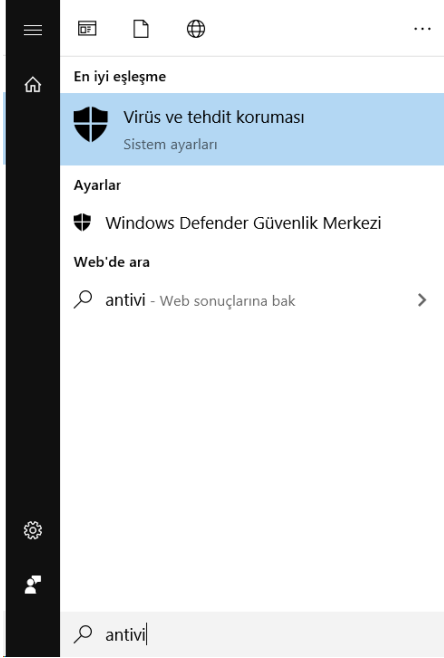 En iyi eşleşme
Virüs ve tehdit koruması
Sistem ayarları
Ayarlar
Windows Defender Güvenlik Merkezi
Web'de ara
antivi - Web sonuçlarına bak
antivi